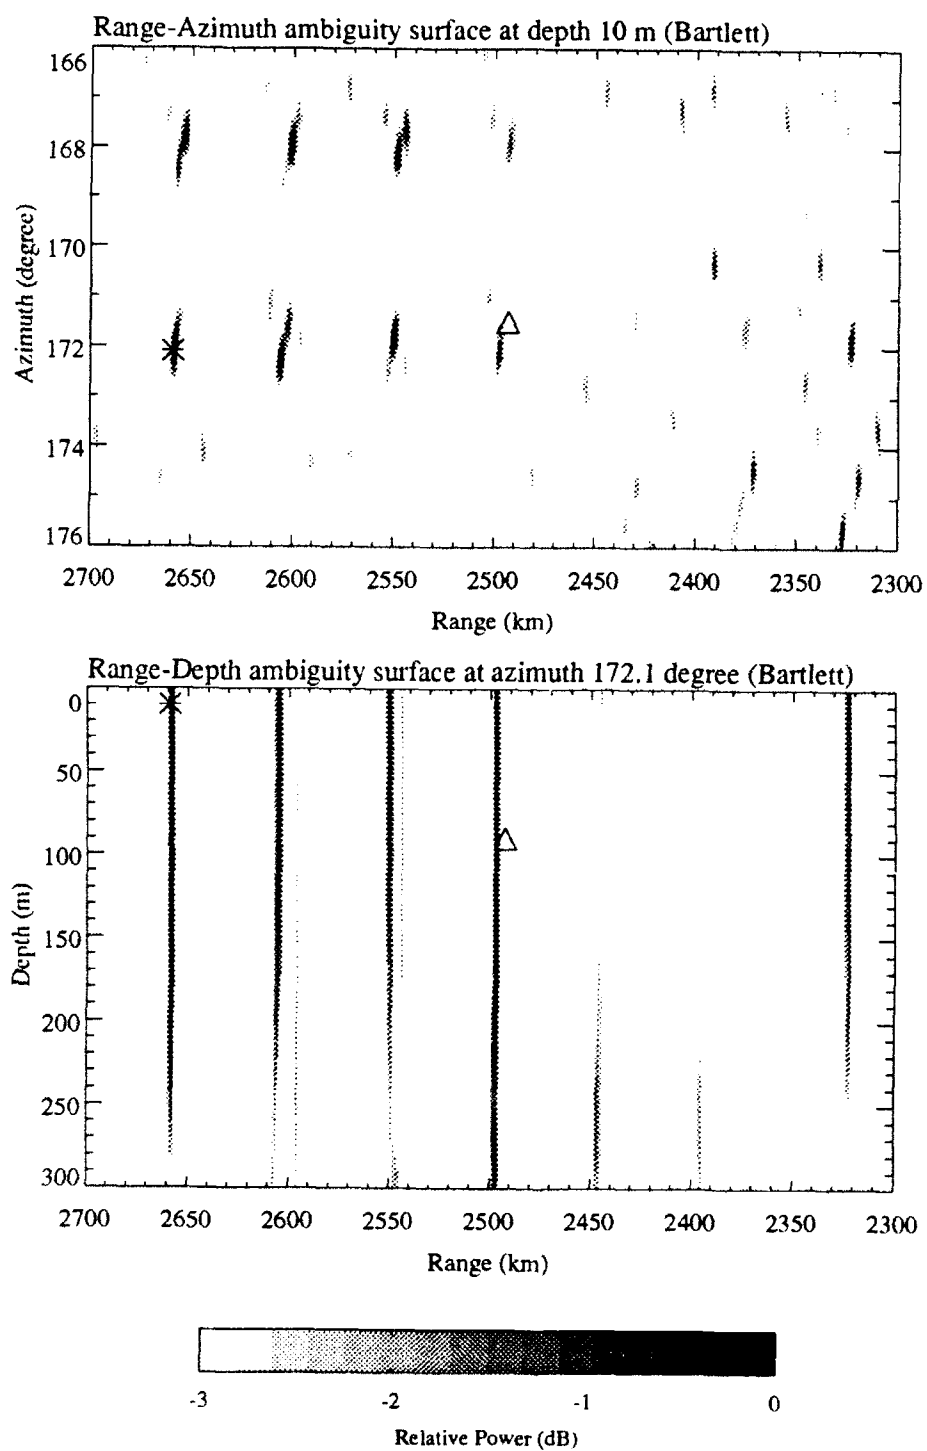 Range-Azimuth ambiguity surface at depth 10 m (Bartlett)
166
168
170
172
174
176
Azimuth (degree)
2700 2650 2600 2550 2500 2450 2400 2350 2300
Range (km)
Range-Depth ambiguity surface at azimuth 172.1 degree (Bartlett)
0
50
100
150
200
250
300
Depth (m)
2700 2650 2600 2550 2500 2450 2400 2350 2300
Range (km)
-3 -2 -1 0
Relative Power (dB)